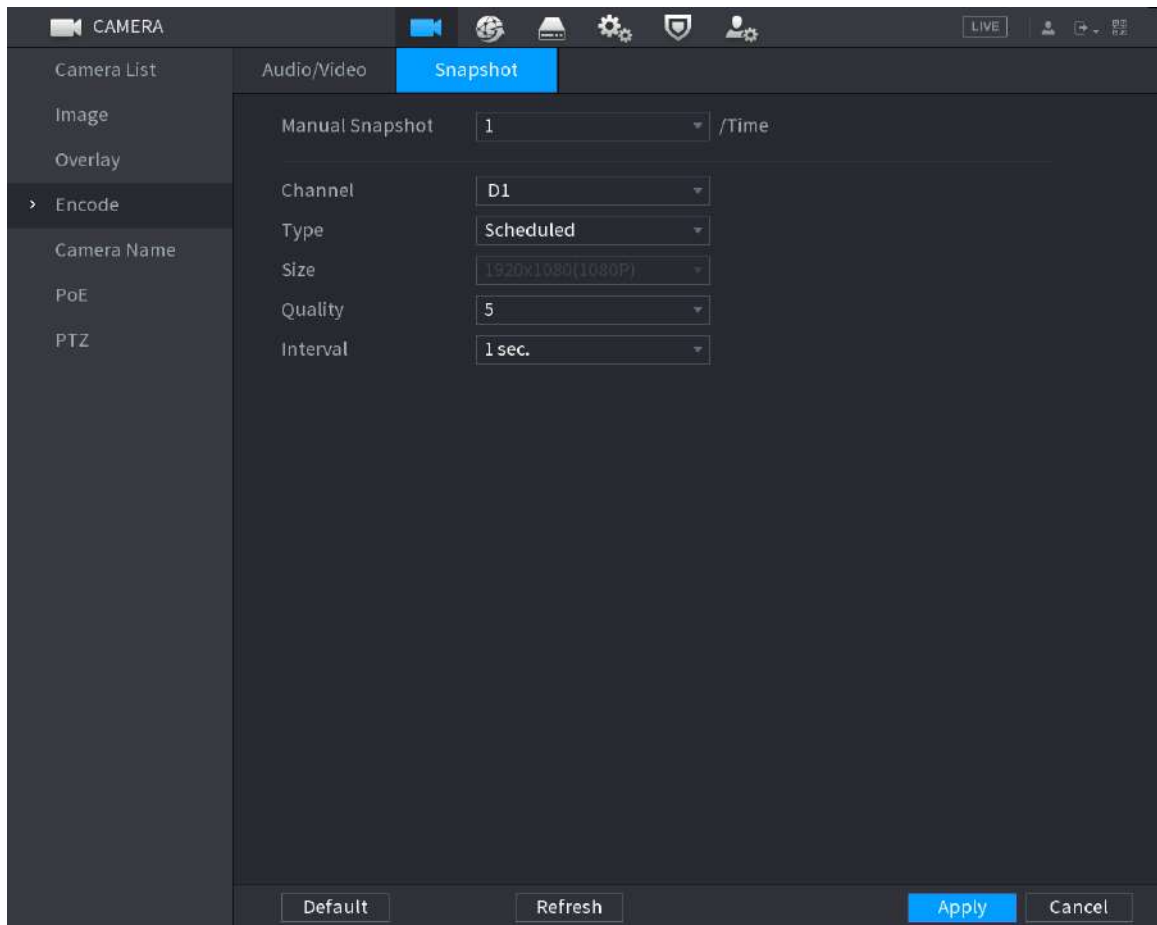 CAMERA LIVE
Camera List
Image
Overlay
Encode
Camera Name
PoE
PTZ
Audio/Video Snapshot
Manual Snapshot 1 /Time
Channel D1
Type Scheduled
Size 1920x1080(1080P)
Quality 5
Interval 1 sec.
Default Refresh Apply Cancel